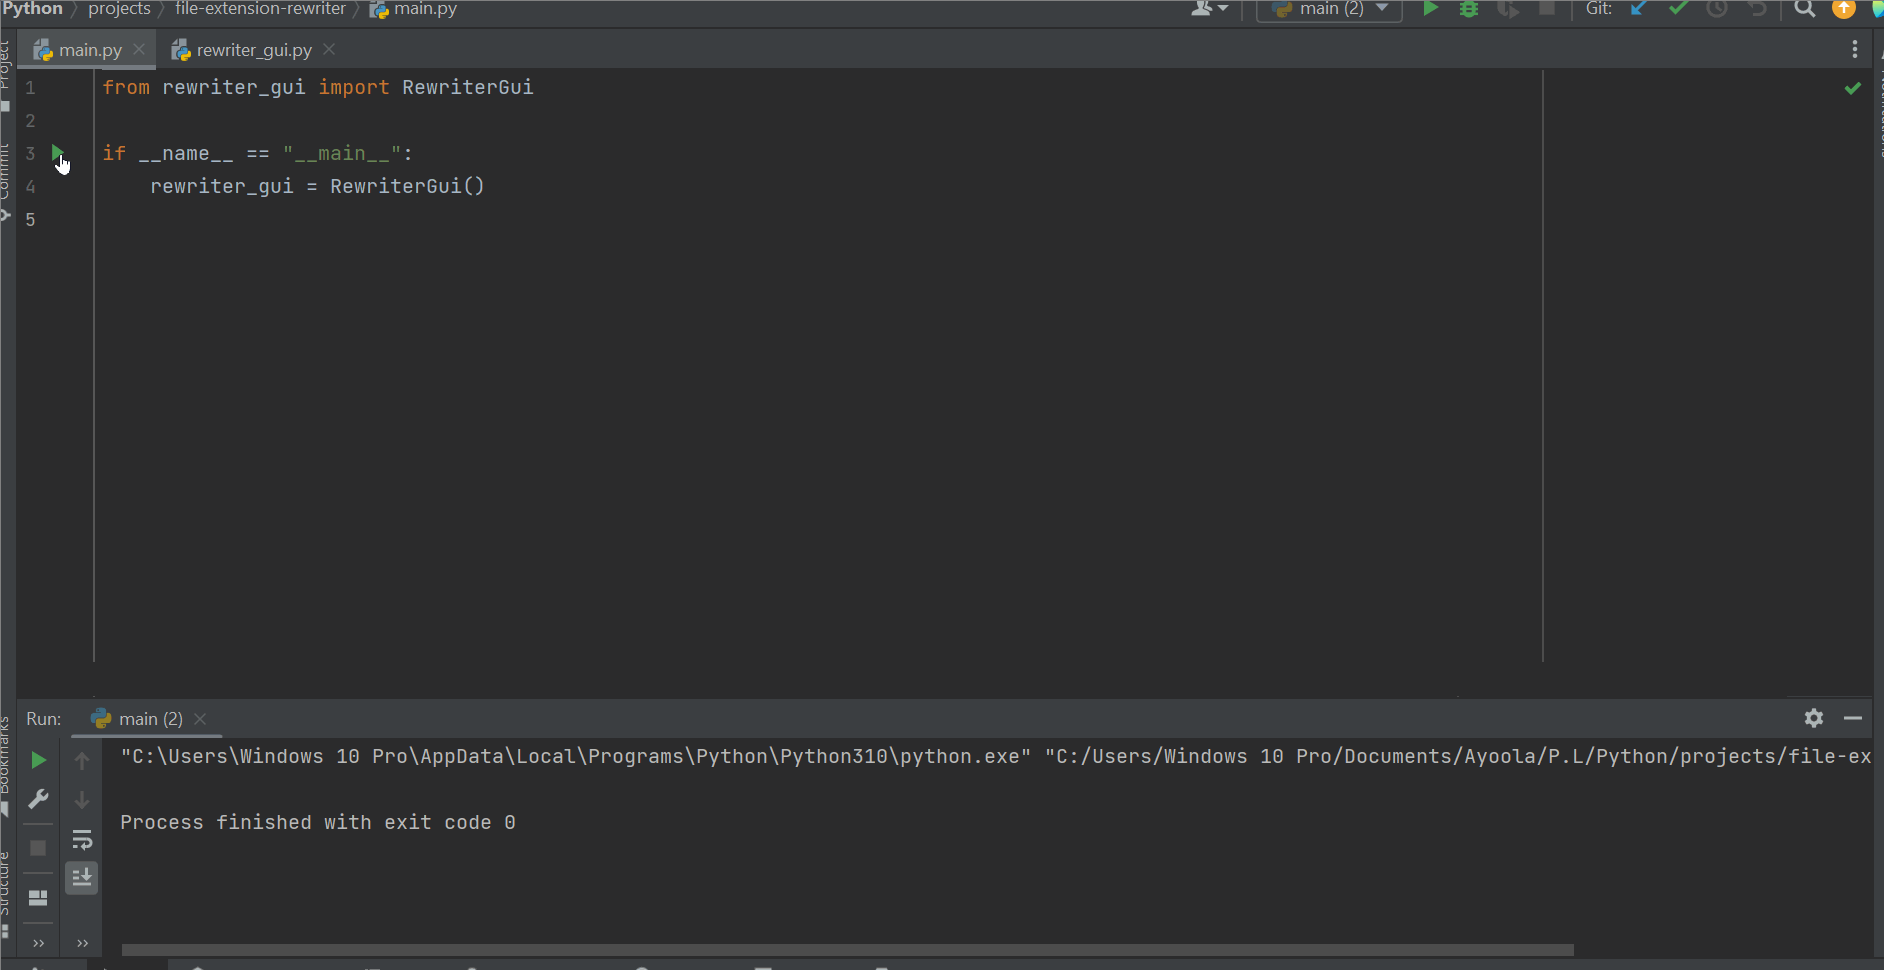 Python projects file-extension-rewriter main.py
main (2) Git:
main.py rewriter_gui.py
Project
Commit
1 from rewriter_gui import RewriterGui
2
3 if __name__ == "__main__":
4 rewriter_gui = RewriterGui()
5
Bookmarks
Structure
Run: main (2)
"C:\Users\Windows 10 Pro\AppData\Local\Programs\Python\Python310\python.exe" "C:/Users/Windows 10 Pro/Documents/Ayoola/P.L/Python/projects/file-ex
Process finished with exit code 0